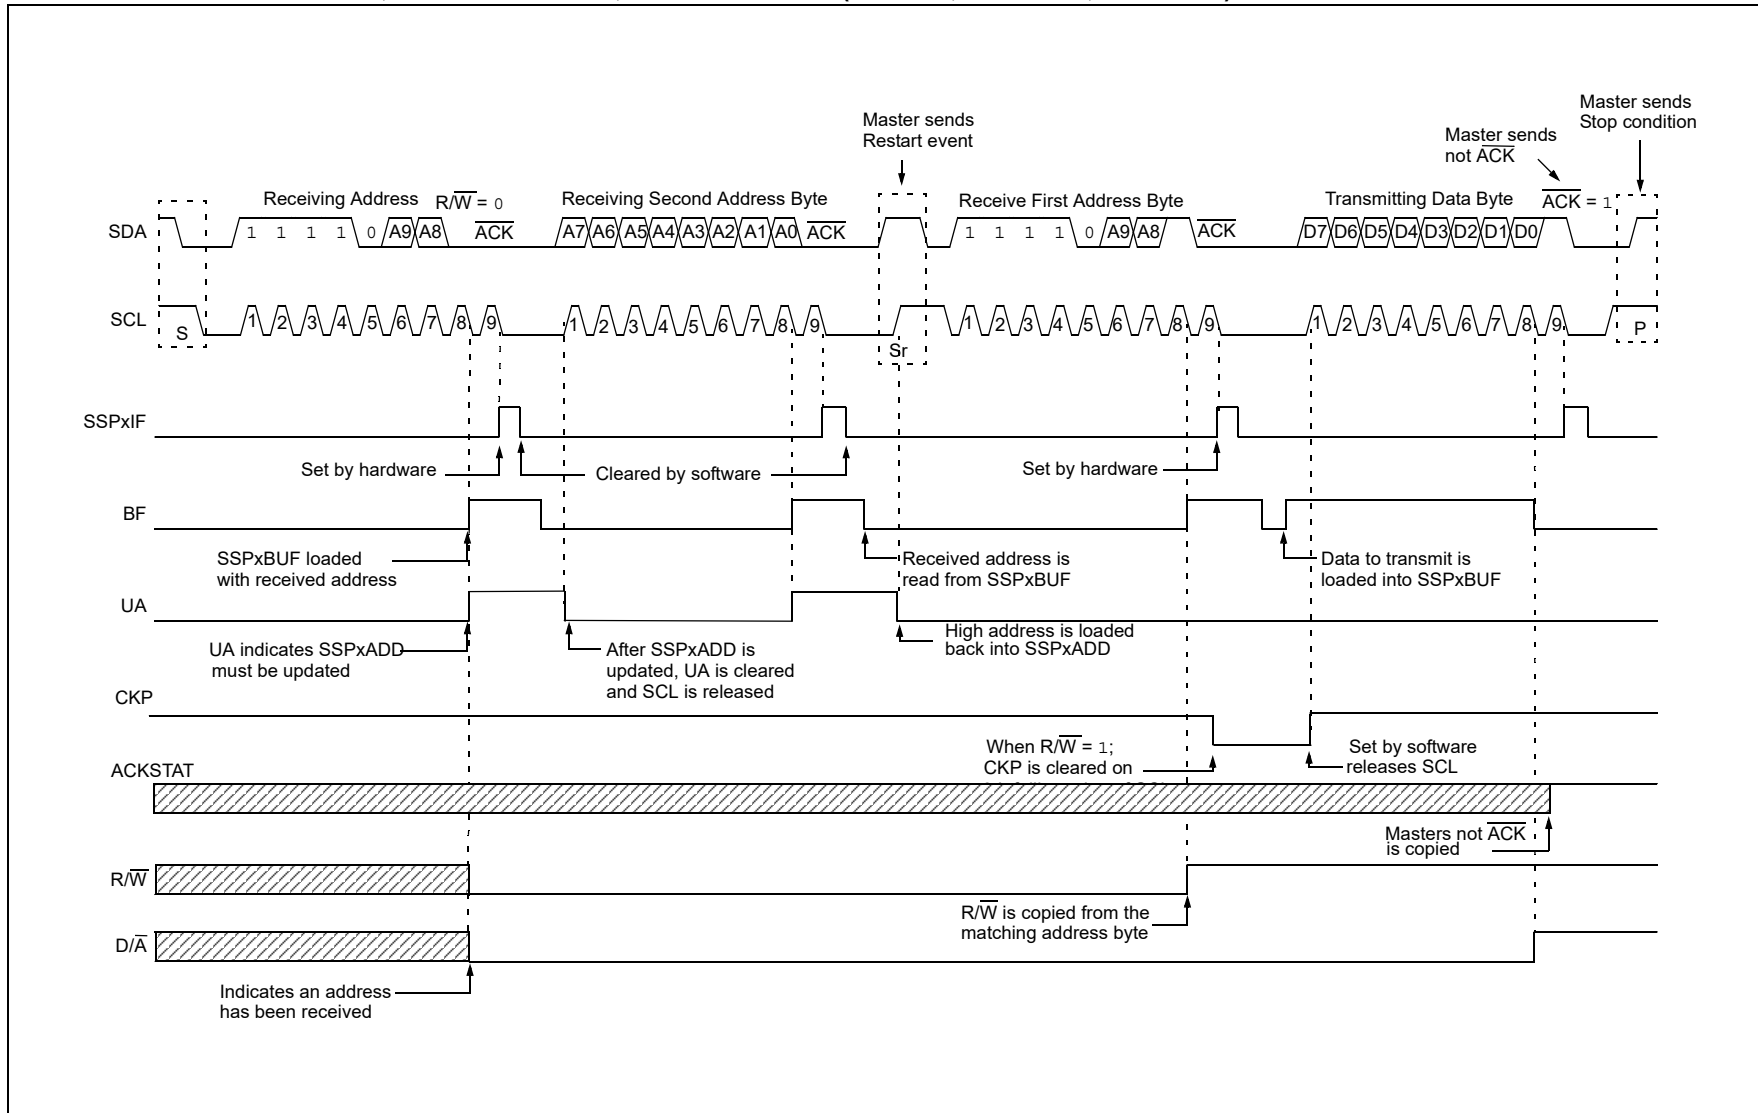 Master sends
Restart event
Master sends
not ACK
Master sends
Stop condition
Receiving Address R/W = 0
Receiving Second Address Byte
Receive First Address Byte
Transmitting Data Byte
ACK = 1
SDA
1 1 1 1 0 A9 A8 ACK
A7 A6 A5 A4 A3 A2 A1 A0 ACK
1 1 1 1 0 A9 A8 ACK
D7 D6 D5 D4 D3 D2 D1 D0
SCL
S
1 2 3 4 5 6 7 8 9
1 2 3 4 5 6 7 8 9
Sr
1 2 3 4 5 6 7 8 9
1 2 3 4 5 6 7 8 9
P
SSPxIF
Set by hardware
Cleared by software
Set by hardware
BF
SSPxBUF loaded
with received address
Received address is
read from SSPxBUF
Data to transmit is
loaded into SSPxBUF
UA
UA indicates SSPxADD
must be updated
After SSPxADD is
updated, UA is cleared
and SCL is released
High address is loaded
back into SSPxADD
CKP
When R/W = 1;
CKP is cleared on
Set by software
releases SCL
ACKSTAT
Masters not ACK
is copied
R/W
R/W is copied from the
matching address byte
D/A
Indicates an address
has been received